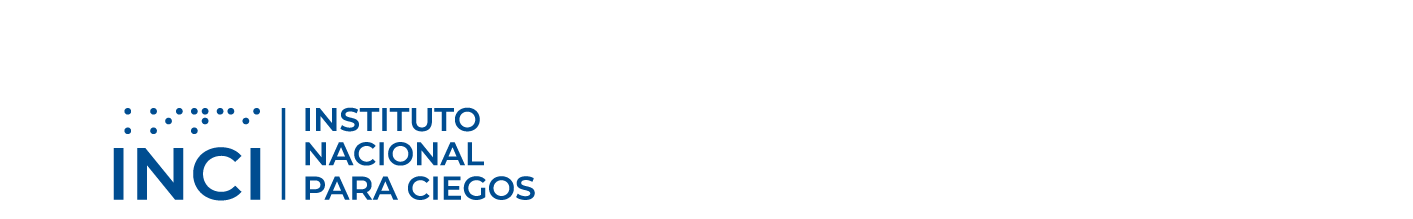 ⠨⠨⠊⠝⠉⠊
INCI
INSTITUTO
NACIONAL
PARA CIEGOS